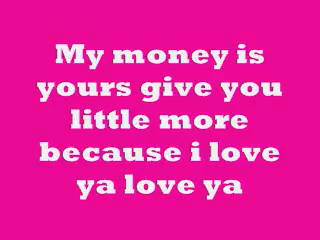 My money is
yours give you
little more
because i love
ya love ya